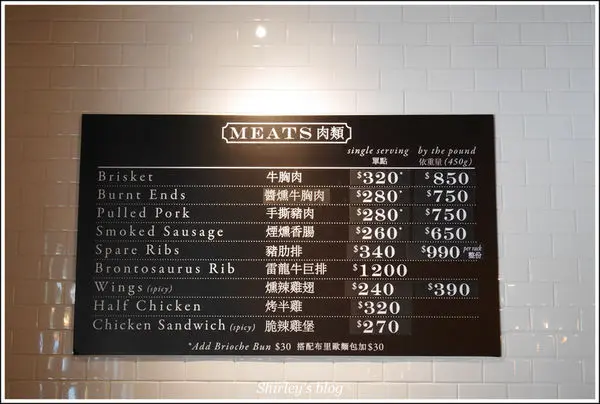 MEATS 肉類
single serving by the pound
單點 依重量 (450g)
Brisket 牛胸肉 $320* $850
Burnt Ends 醬燻牛胸肉 $280* $750
Pulled Pork 手撕豬肉 $280* $750
Smoked Sausage 煙燻香腸 $260* $650
Spare Ribs 豬肋排 $340 $990 per rack 整份
Brontosaurus Rib 雷龍牛巨排 $1200
Wings (spicy) 燻辣雞翅 $240 $390
Half Chicken 烤半雞 $320
Chicken Sandwich (spicy) 脆辣雞堡 $270
*Add Brioche Bun $30 搭配布里歐麵包加$30
Shirley's blog